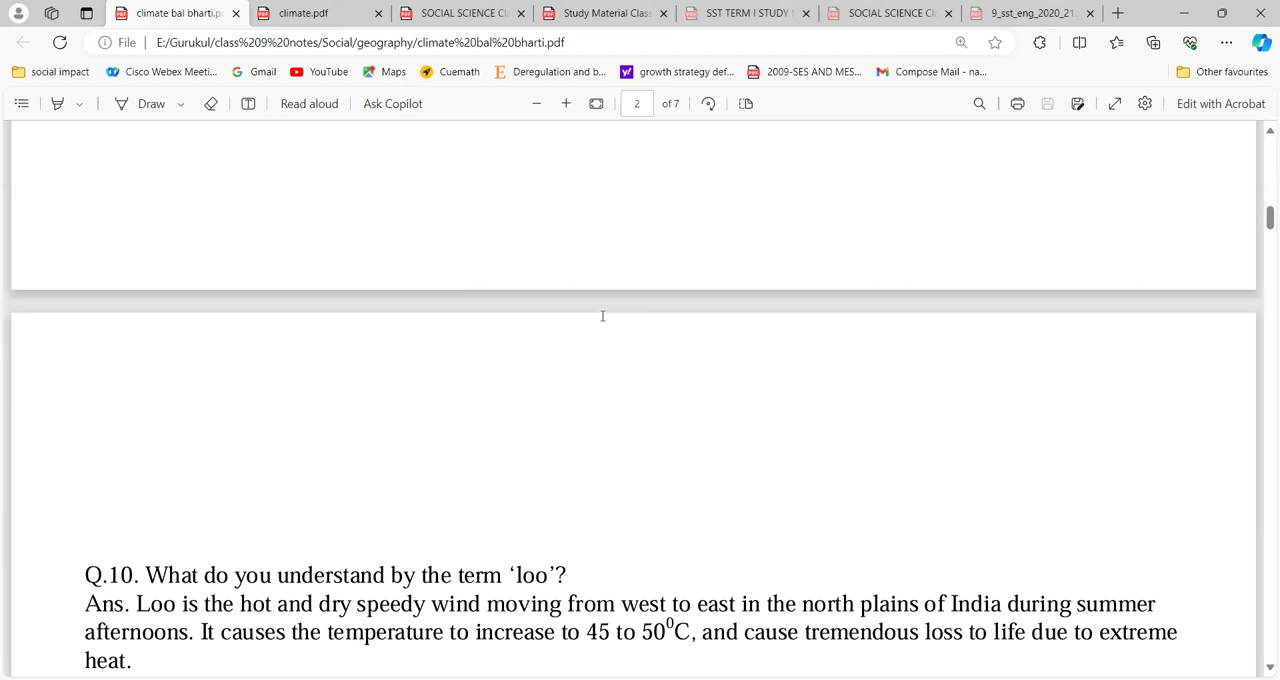 climate bal bharti.p
climate.pdf
SOCIAL SCIENCE Cl
Study Material Class
SST TERM I STUDY
SOCIAL SCIENCE CL
9_sst_eng_2020_21.
File
E:/Gurukul/class%209%20notes/Social/geography/climate%20bal%20bharti.pdf
social impact
Cisco Webex Meeti...
Gmail
YouTube
Maps
Cuemath
Deregulation and b...
growth strategy def...
2009-SES AND MES...
Compose Mail - na...
Other favourites
Draw
Read aloud
Ask Copilot
2 of 7
Edit with Acrobat
Q.10. What do you understand by the term ‘loo’?
Ans. Loo is the hot and dry speedy wind moving from west to east in the north plains of India during summer
afternoons. It causes the temperature to increase to 45 to 50⁰C, and cause tremendous loss to life due to extreme
heat.